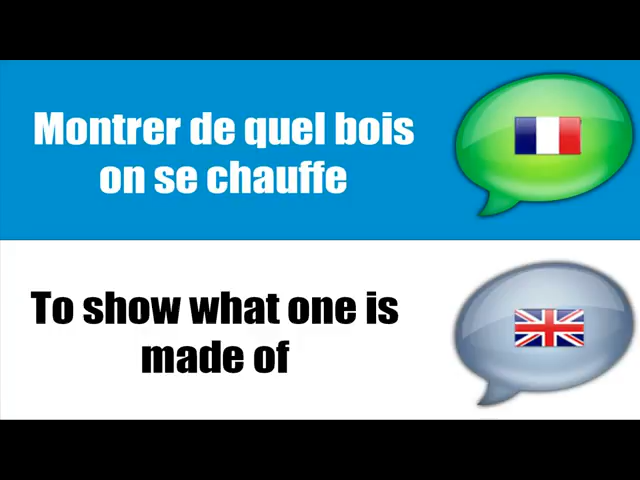 Montrer de quel bois
on se chauffe
To show what one is
made of